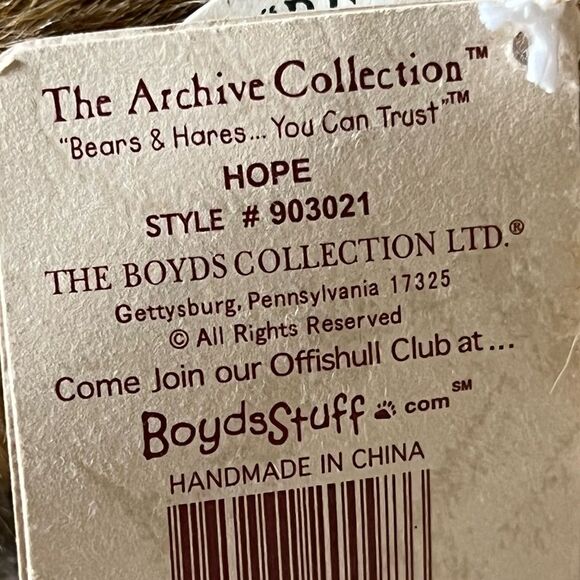 The Archive Collection™
"Bears & Hares... You Can Trust"™
HOPE
STYLE # 903021
THE BOYDS COLLECTION LTD.®
Gettysburg, Pennsylvania 17325
© All Rights Reserved
Come Join our Offishull Club at...
BoydsStuff.com℠
HANDMADE IN CHINA